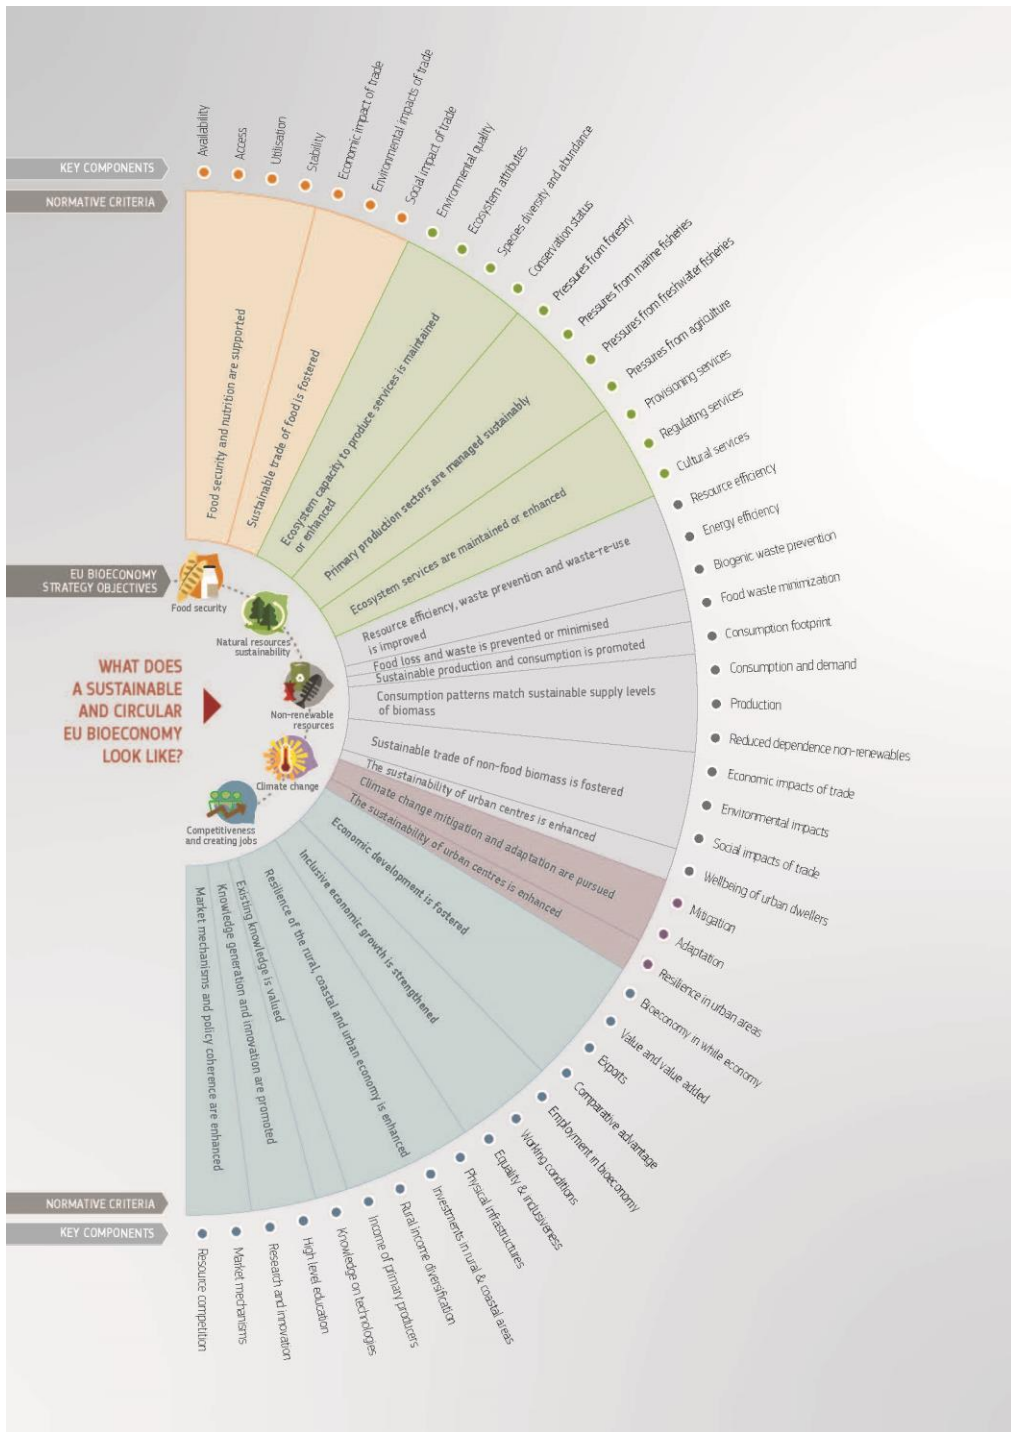 Availability
Access
Utilisation
Stability
Economic impact of trade
Environmental impacts of trade
Social impact of trade
Environmental quality
Ecosystem attributes
Species diversity and abundance
Conservation status
Pressures from forestry
Pressures from marine fisheries
Pressures from freshwater fisheries
Pressures from agriculture
Provisioning services
Regulating services
Cultural services
Resource efficiency
Energy efficiency
Biogenic waste prevention
Food waste minimization
Consumption footprint
Consumption and demand
Production
Reduced dependence non-renewables
Economic impacts of trade
Environmental impacts
Social impacts of trade
Wellbeing of urban dwellers
Mitigation
Adaptation
Resilience in urban areas
Bioeconomy in white economy
Value and value added
Exports
Comparative advantage
Employment in bioeconomy
Working conditions
Equality & inclusiveness
Physical infrastructures
Investments in rural & coastal areas
Rural income diversification
Income of primary producers
Knowledge on technologies
High level education
Research and innovation
Market mechanisms
Resource competition
KEY COMPONENTS
NORMATIVE CRITERIA
Food security and nutrition are supported
Sustainable trade of food is fostered
Ecosystem capacity to produce services is maintained
or enhanced
Primary production sectors are managed sustainably
Ecosystem services are maintained or enhanced
Resource efficiency, waste prevention and waste-re-use
is improved
Food loss and waste is prevented or minimised
Sustainable production and consumption is promoted
Consumption patterns match sustainable supply levels
of biomass
Sustainable trade of non-food biomass is fostered
The sustainability of urban centres is enhanced
Climate change mitigation and adaptation are pursued
The sustainability of urban centres is enhanced
Economic development is fostered
Inclusive economic growth is strengthened
Resilience of the rural, coastal and urban economy is enhanced
Existing knowledge is valued
Knowledge generation and innovation are promoted
Market mechanisms and policy coherence are enhanced
EU BIOECONOMY
STRATEGY OBJECTIVES
Food security
Natural resources'
sustainability
Non-renewable
resources
Climate change
Competitiveness
and creating jobs
WHAT DOES
A SUSTAINABLE
AND CIRCULAR
EU BIOECONOMY
LOOK LIKE?
NORMATIVE CRITERIA
KEY COMPONENTS